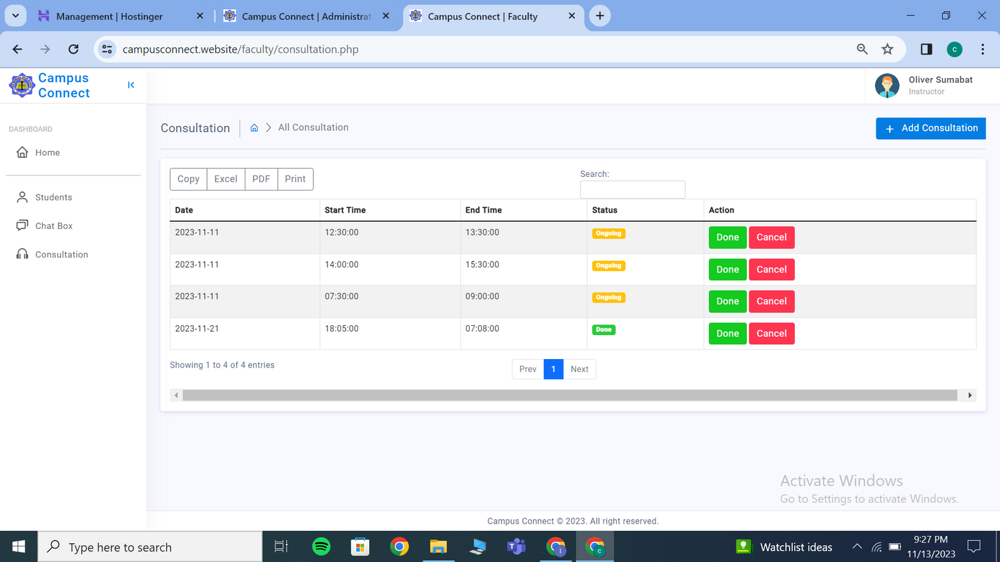 Management | Hostinger
Campus Connect | Administrat
Campus Connect | Faculty
campusconnect.website/faculty/consultation.php
C
Campus
Connect
Oliver Sumabat
Instructor
DASHBOARD
Home
Students
Chat Box
Consultation
Consultation
All Consultation
+ Add Consultation
Copy Excel PDF Print
Search:
Date Start Time End Time Status Action
2023-11-11 12:30:00 13:30:00 Ongoing Done Cancel
2023-11-11 14:00:00 15:30:00 Ongoing Done Cancel
2023-11-11 07:30:00 09:00:00 Ongoing Done Cancel
2023-11-21 18:05:00 07:08:00 Done Done Cancel
Showing 1 to 4 of 4 entries
Prev 1 Next
Activate Windows
Go to Settings to activate Windows.
Campus Connect © 2023. All right reserved.
Type here to search
Watchlist ideas
9:27 PM
11/13/2023